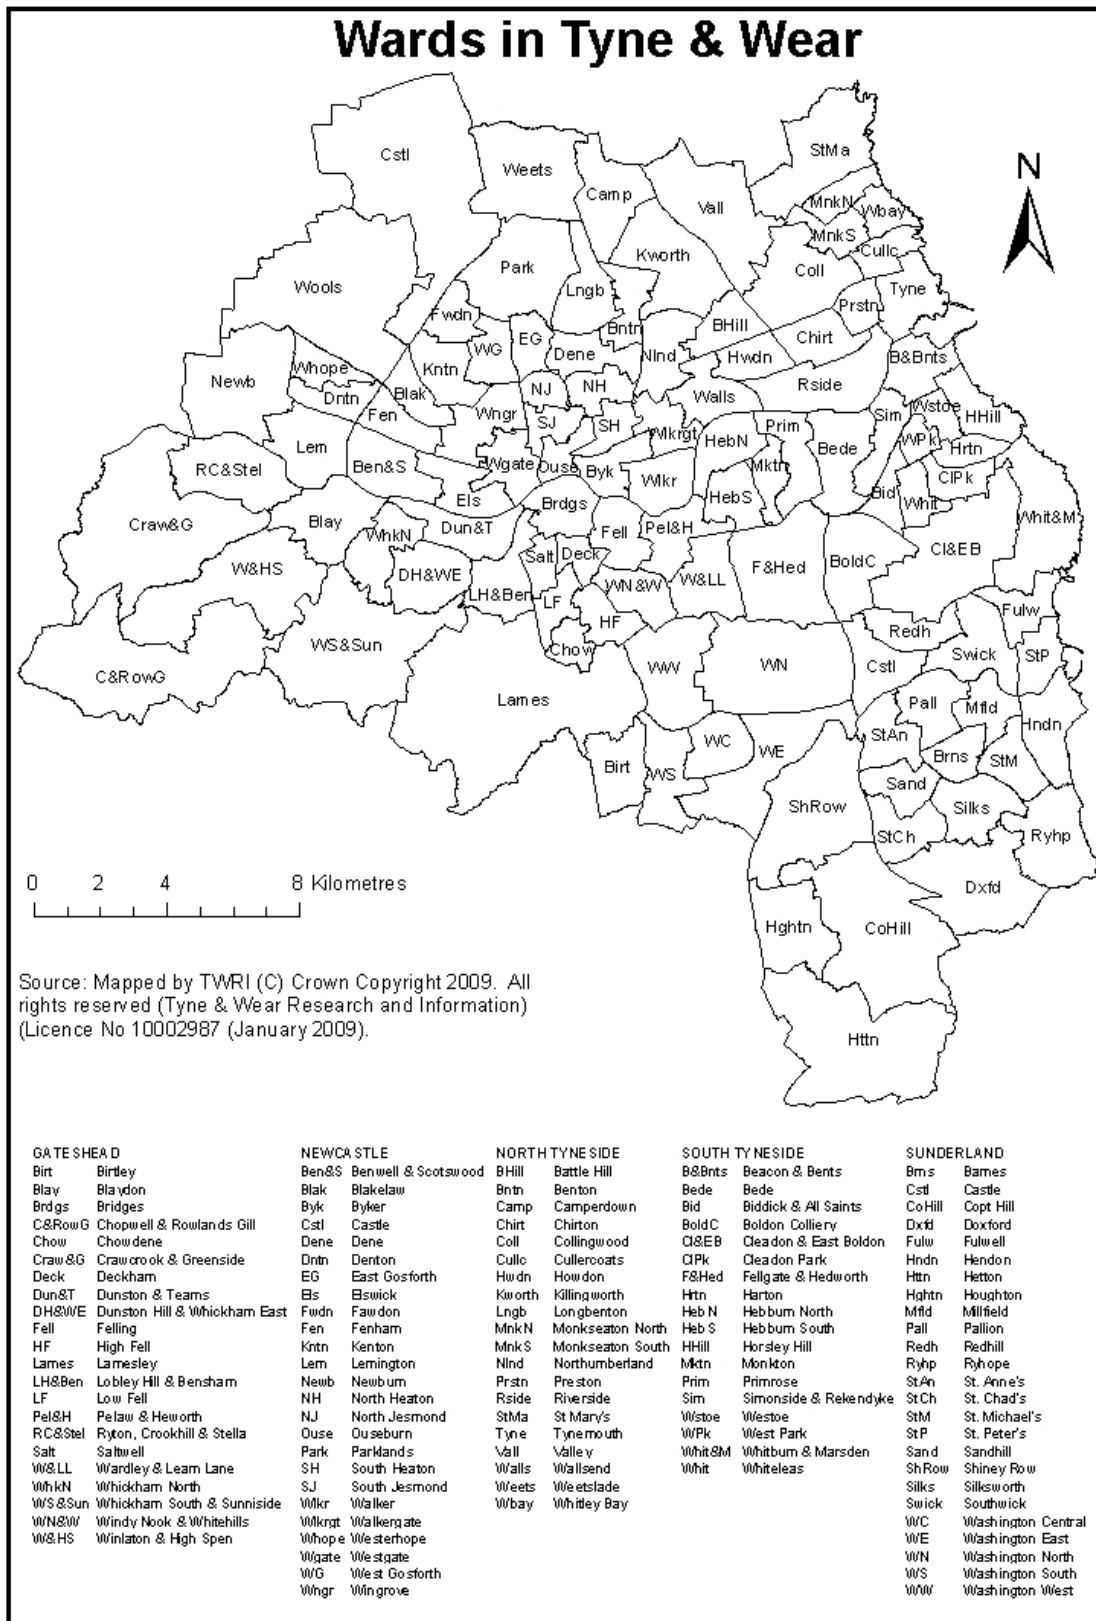 Wards in Tyne & Wear
N
Cstl
Weets
Camp
Vall
StMa
MnkN
Wbay
MnkS
Cullc
Coll
Tyne
Prstn
Kworth
Park
Lngb
Wools
Fwdn
Bntn
BHill
Chirt
WG
EG
Dene
Nlnd
Hwdn
B&Bnts
Newb
Whope
Kntn
Dntn
Blak
NJ
NH
Walls
Rside
Fen
Wngr
SJ
SH
Wlkrgt
HebN
Prim
Sim
Wstoe
HHill
Lem
Ben&S
Wgate
Ouse
Byk
Wlkr
Mktn
Bede
WPk
Hrtn
RC&Stel
Els
Brdgs
HebS
Bid
Whit
ClPk
Craw&G
Blay
WhkN
Dun&T
Fell
Pel&H
Whit&M
W&HS
DH&WE
Salt
Deck
WN&W
W&LL
F&Hed
BoldC
Cl&EB
LH&Ben
LF
HF
Fulw
Redh
C&RowG
WS&Sun
Chow
WW
WN
Cstl
Swick
StP
Lames
Pall
Mfld
Hndn
StAn
WC
WE
Brns
StM
Birt
WS
Sand
ShRow
Silks
StCh
Ryhp
Dxfd
Hghtn
CoHill
Httn
0 2 4 8 Kilometres
Source: Mapped by TWRI (C) Crown Copyright 2009. All
rights reserved (Tyne & Wear Research and Information)
(Licence No 10002987 (January 2009).
GATESHEAD
Birt Birtley
Blay Blaydon
Brdgs Bridges
C&RowG Chopwell & Rowlands Gill
Chow Chowdene
Craw&G Crawcrook & Greenside
Deck Deckham
Dun&T Dunston & Teams
DH&WE Dunston Hill & Whickham East
Fell Felling
HF High Fell
Lames Lamesley
LH&Ben Lobley Hill & Bensham
LF Low Fell
Pel&H Pelaw & Heworth
RC&Stel Ryton, Crookhill & Stella
Salt Saltwell
W&LL Wardley & Leam Lane
WhkN Whickham North
WS&Sun Whickham South & Sunniside
WN&W Windy Nook & Whitehills
W&HS Winlaton & High Spen
NEWCASTLE
Ben&S Benwell & Scotswood
Blak Blakelaw
Byk Byker
Cstl Castle
Dene Dene
Dntn Denton
EG East Gosforth
Els Elswick
Fwdn Fawdon
Fen Fenham
Kntn Kenton
Lem Lemington
Newb Newburn
NH North Heaton
NJ North Jesmond
Ouse Ouseburn
Park Parklands
SH South Heaton
SJ South Jesmond
Wlkr Walker
Wlkrgt Walkergate
Whope Westerhope
Wgate Westgate
WG West Gosforth
Wngr Wingrove
NORTH TYNESIDE
BHill Battle Hill
Bntn Benton
Camp Camperdown
Chirt Chirton
Coll Collingwood
Cullc Cullercoats
Hwdn Howdon
Kworth Killingworth
Lngb Longbenton
MnkN Monkseaton North
MnkS Monkseaton South
Nlnd Northumberland
Prstn Preston
Rside Riverside
StMa St Mary's
Tyne Tynemouth
Vall Valley
Walls Wallsend
Weets Weetslade
Wbay Whitley Bay
SOUTH TYNESIDE
B&Bnts Beacon & Bents
Bede Bede
Bid Biddick & All Saints
BoldC Boldon Colliery
Cl&EB Cleadon & East Boldon
ClPk Cleadon Park
F&Hed Fellgate & Hedworth
Hrtn Harton
HebN Hebburn North
HebS Hebburn South
HHill Horsley Hill
Mktn Monkton
Prim Primrose
Sim Simonside & Rekendyke
Wstoe Westoe
WPk West Park
Whit&M Whitburn & Marsden
Whit Whiteleas
SUNDERLAND
Brns Barnes
Cstl Castle
CoHill Copt Hill
Dxfd Doxford
Fulw Fulwell
Hndn Hendon
Httn Hetton
Hghtn Houghton
Mfld Millfield
Pall Pallion
Redh Redhill
Ryhp Ryhope
StAn St. Anne's
StCh St. Chad's
StM St. Michael's
StP St. Peter's
Sand Sandhill
ShRow Shiney Row
Silks Silksworth
Swick Southwick
WC Washington Central
WE Washington East
WN Washington North
WS Washington South
WW Washington West